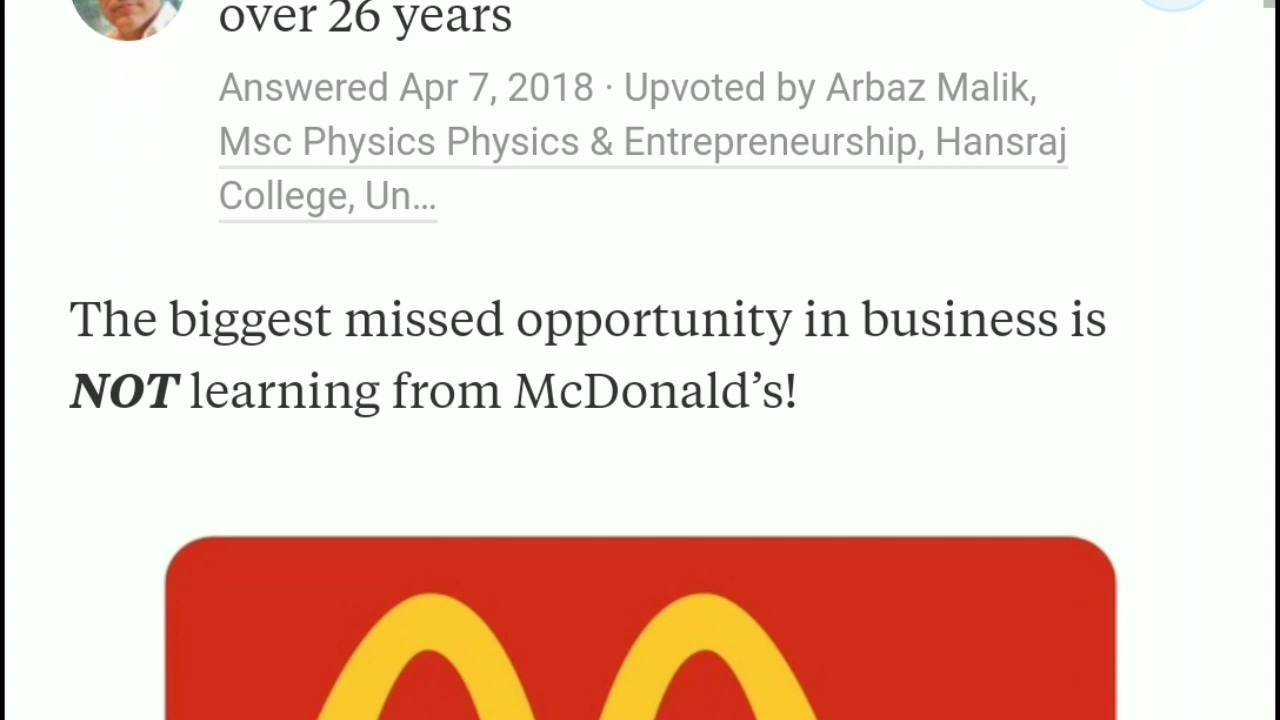 over 26 years
Answered Apr 7, 2018 · Upvoted by Arbaz Malik,
Msc Physics Physics & Entrepreneurship, Hansraj
College, Un...
The biggest missed opportunity in business is
NOT learning from McDonald’s!